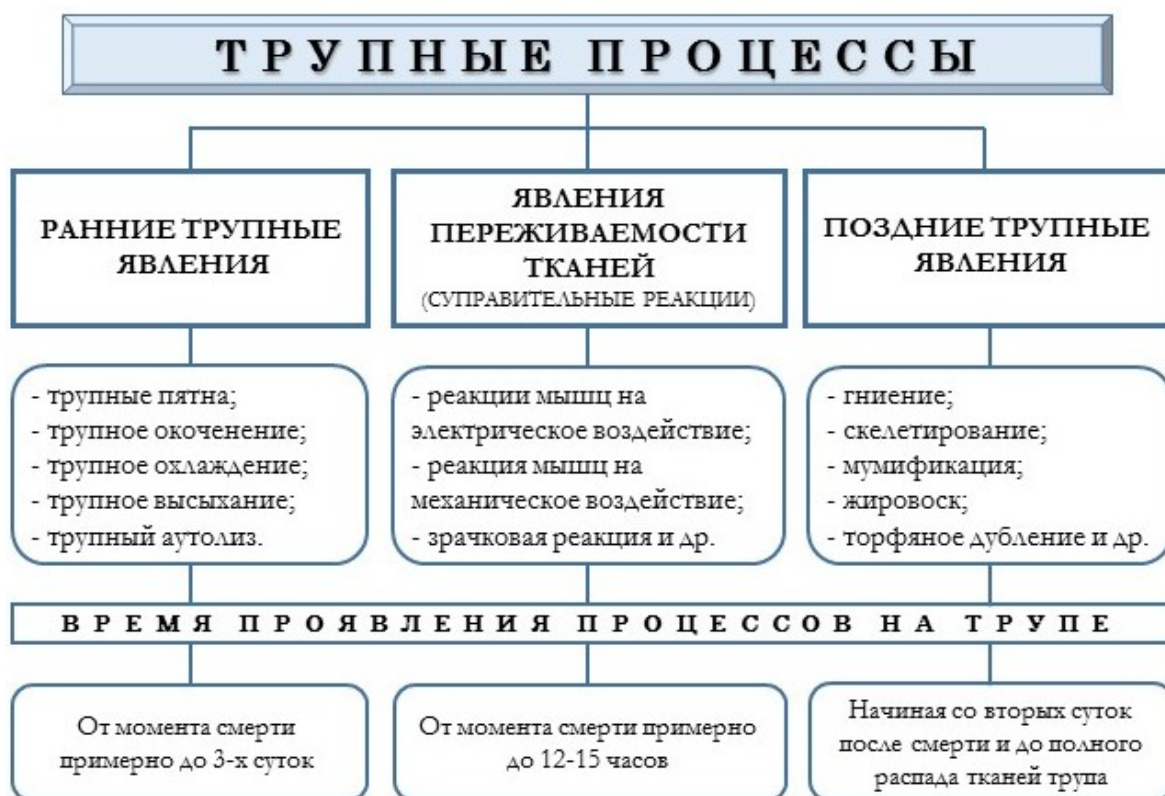 ТРУПНЫЕ ПРОЦЕССЫ
РАННИЕ ТРУПНЫЕ
ЯВЛЕНИЯ
ЯВЛЕНИЯ
ПЕРЕЖИВАЕМОСТИ
ТКАНЕЙ
(СУПРАВИТЕЛЬНЫЕ РЕАКЦИИ)
ПОЗДНИЕ ТРУПНЫЕ
ЯВЛЕНИЯ
- трупные пятна;
- трупное окоченение;
- трупное охлаждение;
- трупное высыхание;
- трупный аутолиз.
- реакции мышц на
электрическое воздействие;
- реакция мышц на
механическое воздействие;
- зрачковая реакция и др.
- гниение;
- скелетирование;
- мумификация;
- жировоск;
- торфяное дубление и др.
ВРЕМЯ ПРОЯВЛЕНИЯ ПРОЦЕССОВ НА ТРУПЕ
От момента смерти
примерно до 3-х суток
От момента смерти примерно
до 12-15 часов
Начиная со вторых суток
после смерти и до полного
распада тканей трупа